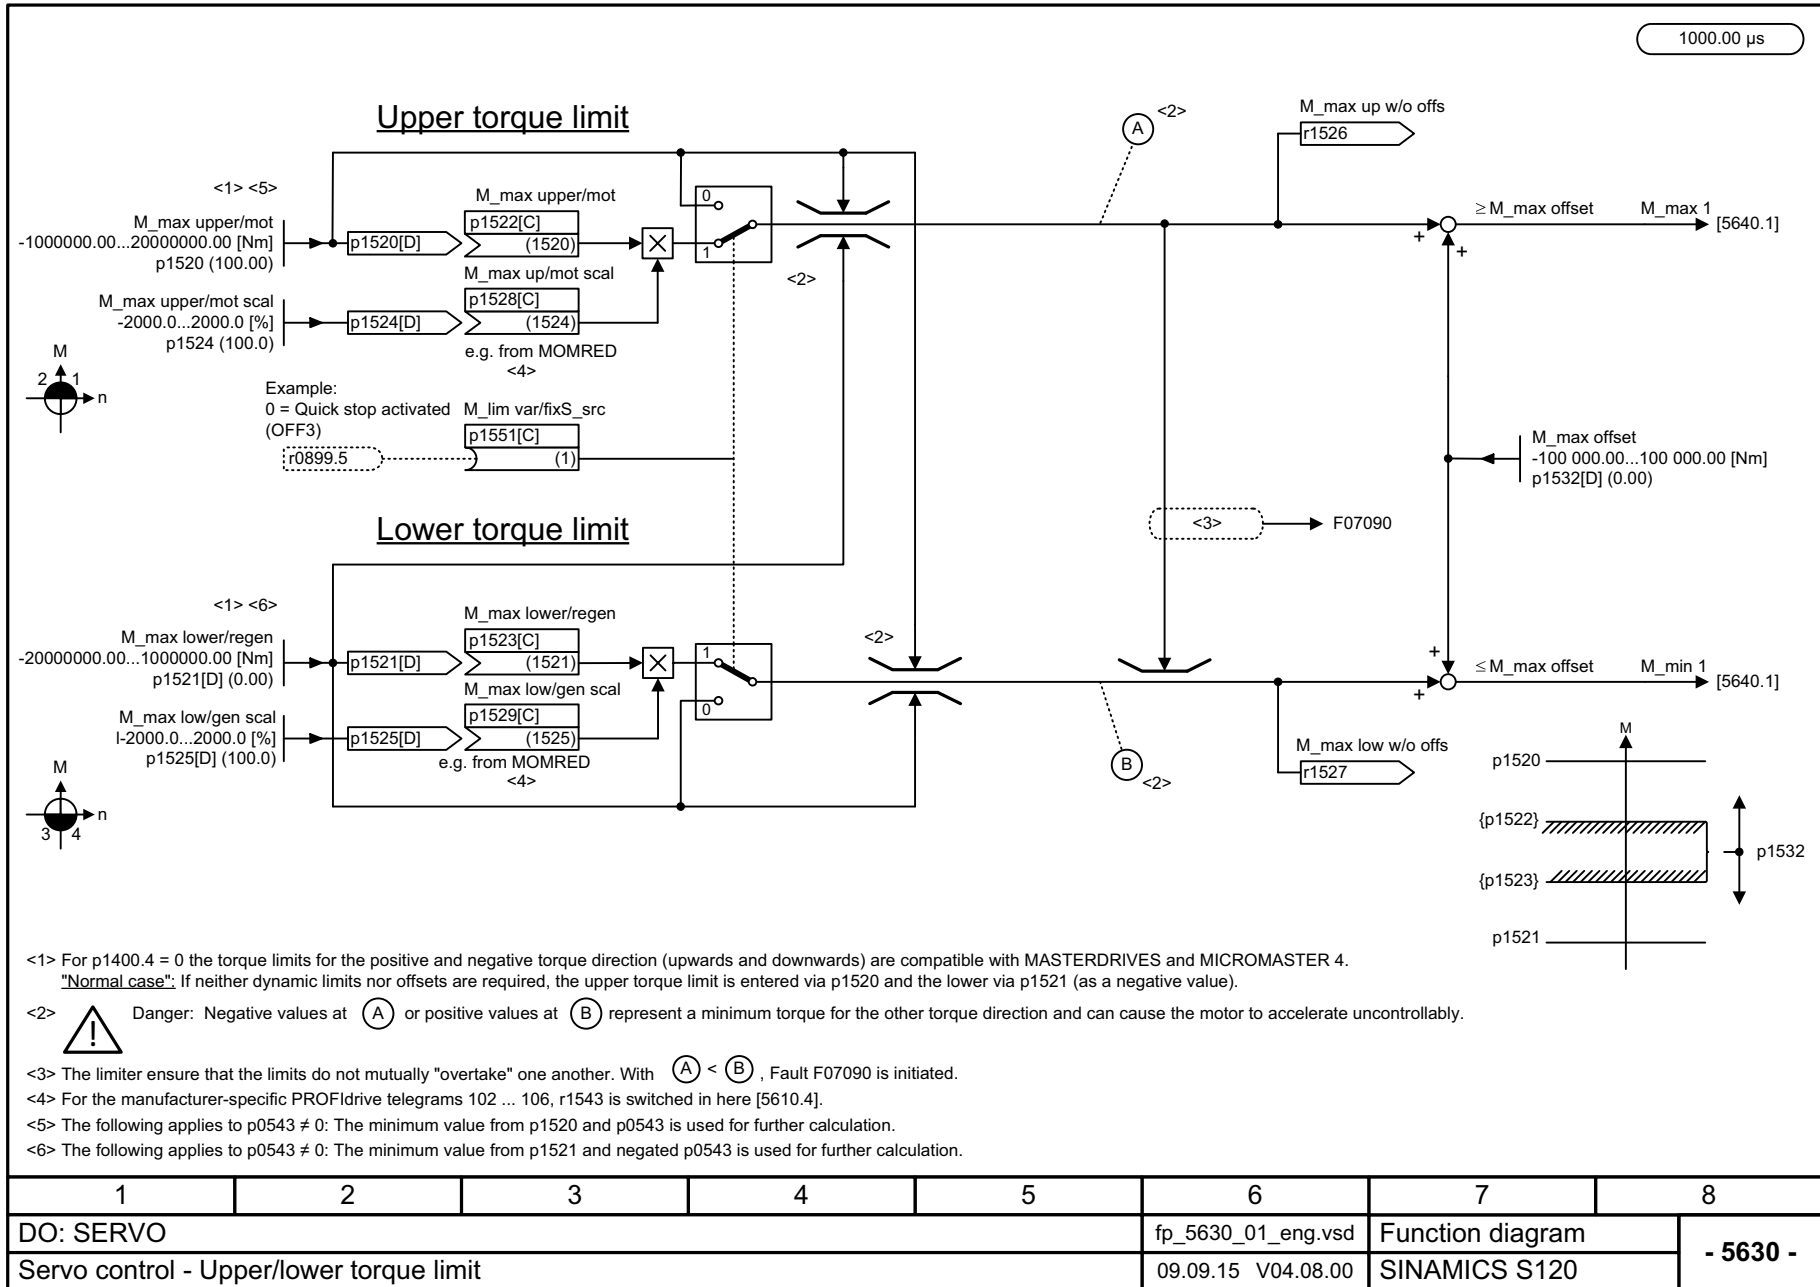 1000.00 µs
Upper torque limit
<1> <5>
M_max upper/mot
-1000000.00...20000000.00 [Nm]
p1520 (100.00)
p1520[D]
M_max upper/mot
p1522[C]
(1520)
M_max upper/mot scal
-2000.0...2000.0 [%]
p1524 (100.0)
p1524[D]
M_max up/mot scal
p1528[C]
(1524)
e.g. from MOMRED
<4>
0
1
<2>
A
<2>
M_max up w/o offs
r1526
+
+
≥ M_max offset
M_max 1
[5640.1]
M
2 1
n
Example:
0 = Quick stop activated
(OFF3)
r0899.5
M_lim var/fixS_src
p1551[C]
(1)
M_max offset
-100 000.00...100 000.00 [Nm]
p1532[D] (0.00)
<3>
F07090
Lower torque limit
<1> <6>
M_max lower/regen
-20000000.00...1000000.00 [Nm]
p1521[D] (0.00)
p1521[D]
M_max lower/regen
p1523[C]
(1521)
M_max low/gen scal
l-2000.0...2000.0 [%]
p1525[D] (100.0)
p1525[D]
M_max low/gen scal
p1529[C]
(1525)
e.g. from MOMRED
<4>
1
0
<2>
B
<2>
M_max low w/o offs
r1527
+
+
≤ M_max offset
M_min 1
[5640.1]
M
n
3 4
M
p1520
{p1522}
p1532
{p1523}
p1521
<1> For p1400.4 = 0 the torque limits for the positive and negative torque direction (upwards and downwards) are compatible with MASTERDRIVES and MICROMASTER 4.
"Normal case": If neither dynamic limits nor offsets are required, the upper torque limit is entered via p1520 and the lower via p1521 (as a negative value).
<2> ! Danger: Negative values at A or positive values at B represent a minimum torque for the other torque direction and can cause the motor to accelerate uncontrollably.
<3> The limiter ensure that the limits do not mutually "overtake" one another. With A < B , Fault F07090 is initiated.
<4> For the manufacturer-specific PROFIdrive telegrams 102 ... 106, r1543 is switched in here [5610.4].
<5> The following applies to p0543 ≠ 0: The minimum value from p1520 and p0543 is used for further calculation.
<6> The following applies to p0543 ≠ 0: The minimum value from p1521 and negated p0543 is used for further calculation.
1 2 3 4 5 6 7 8
DO: SERVO
fp_5630_01_eng.vsd
Function diagram
- 5630 -
Servo control - Upper/lower torque limit
09.09.15 V04.08.00
SINAMICS S120